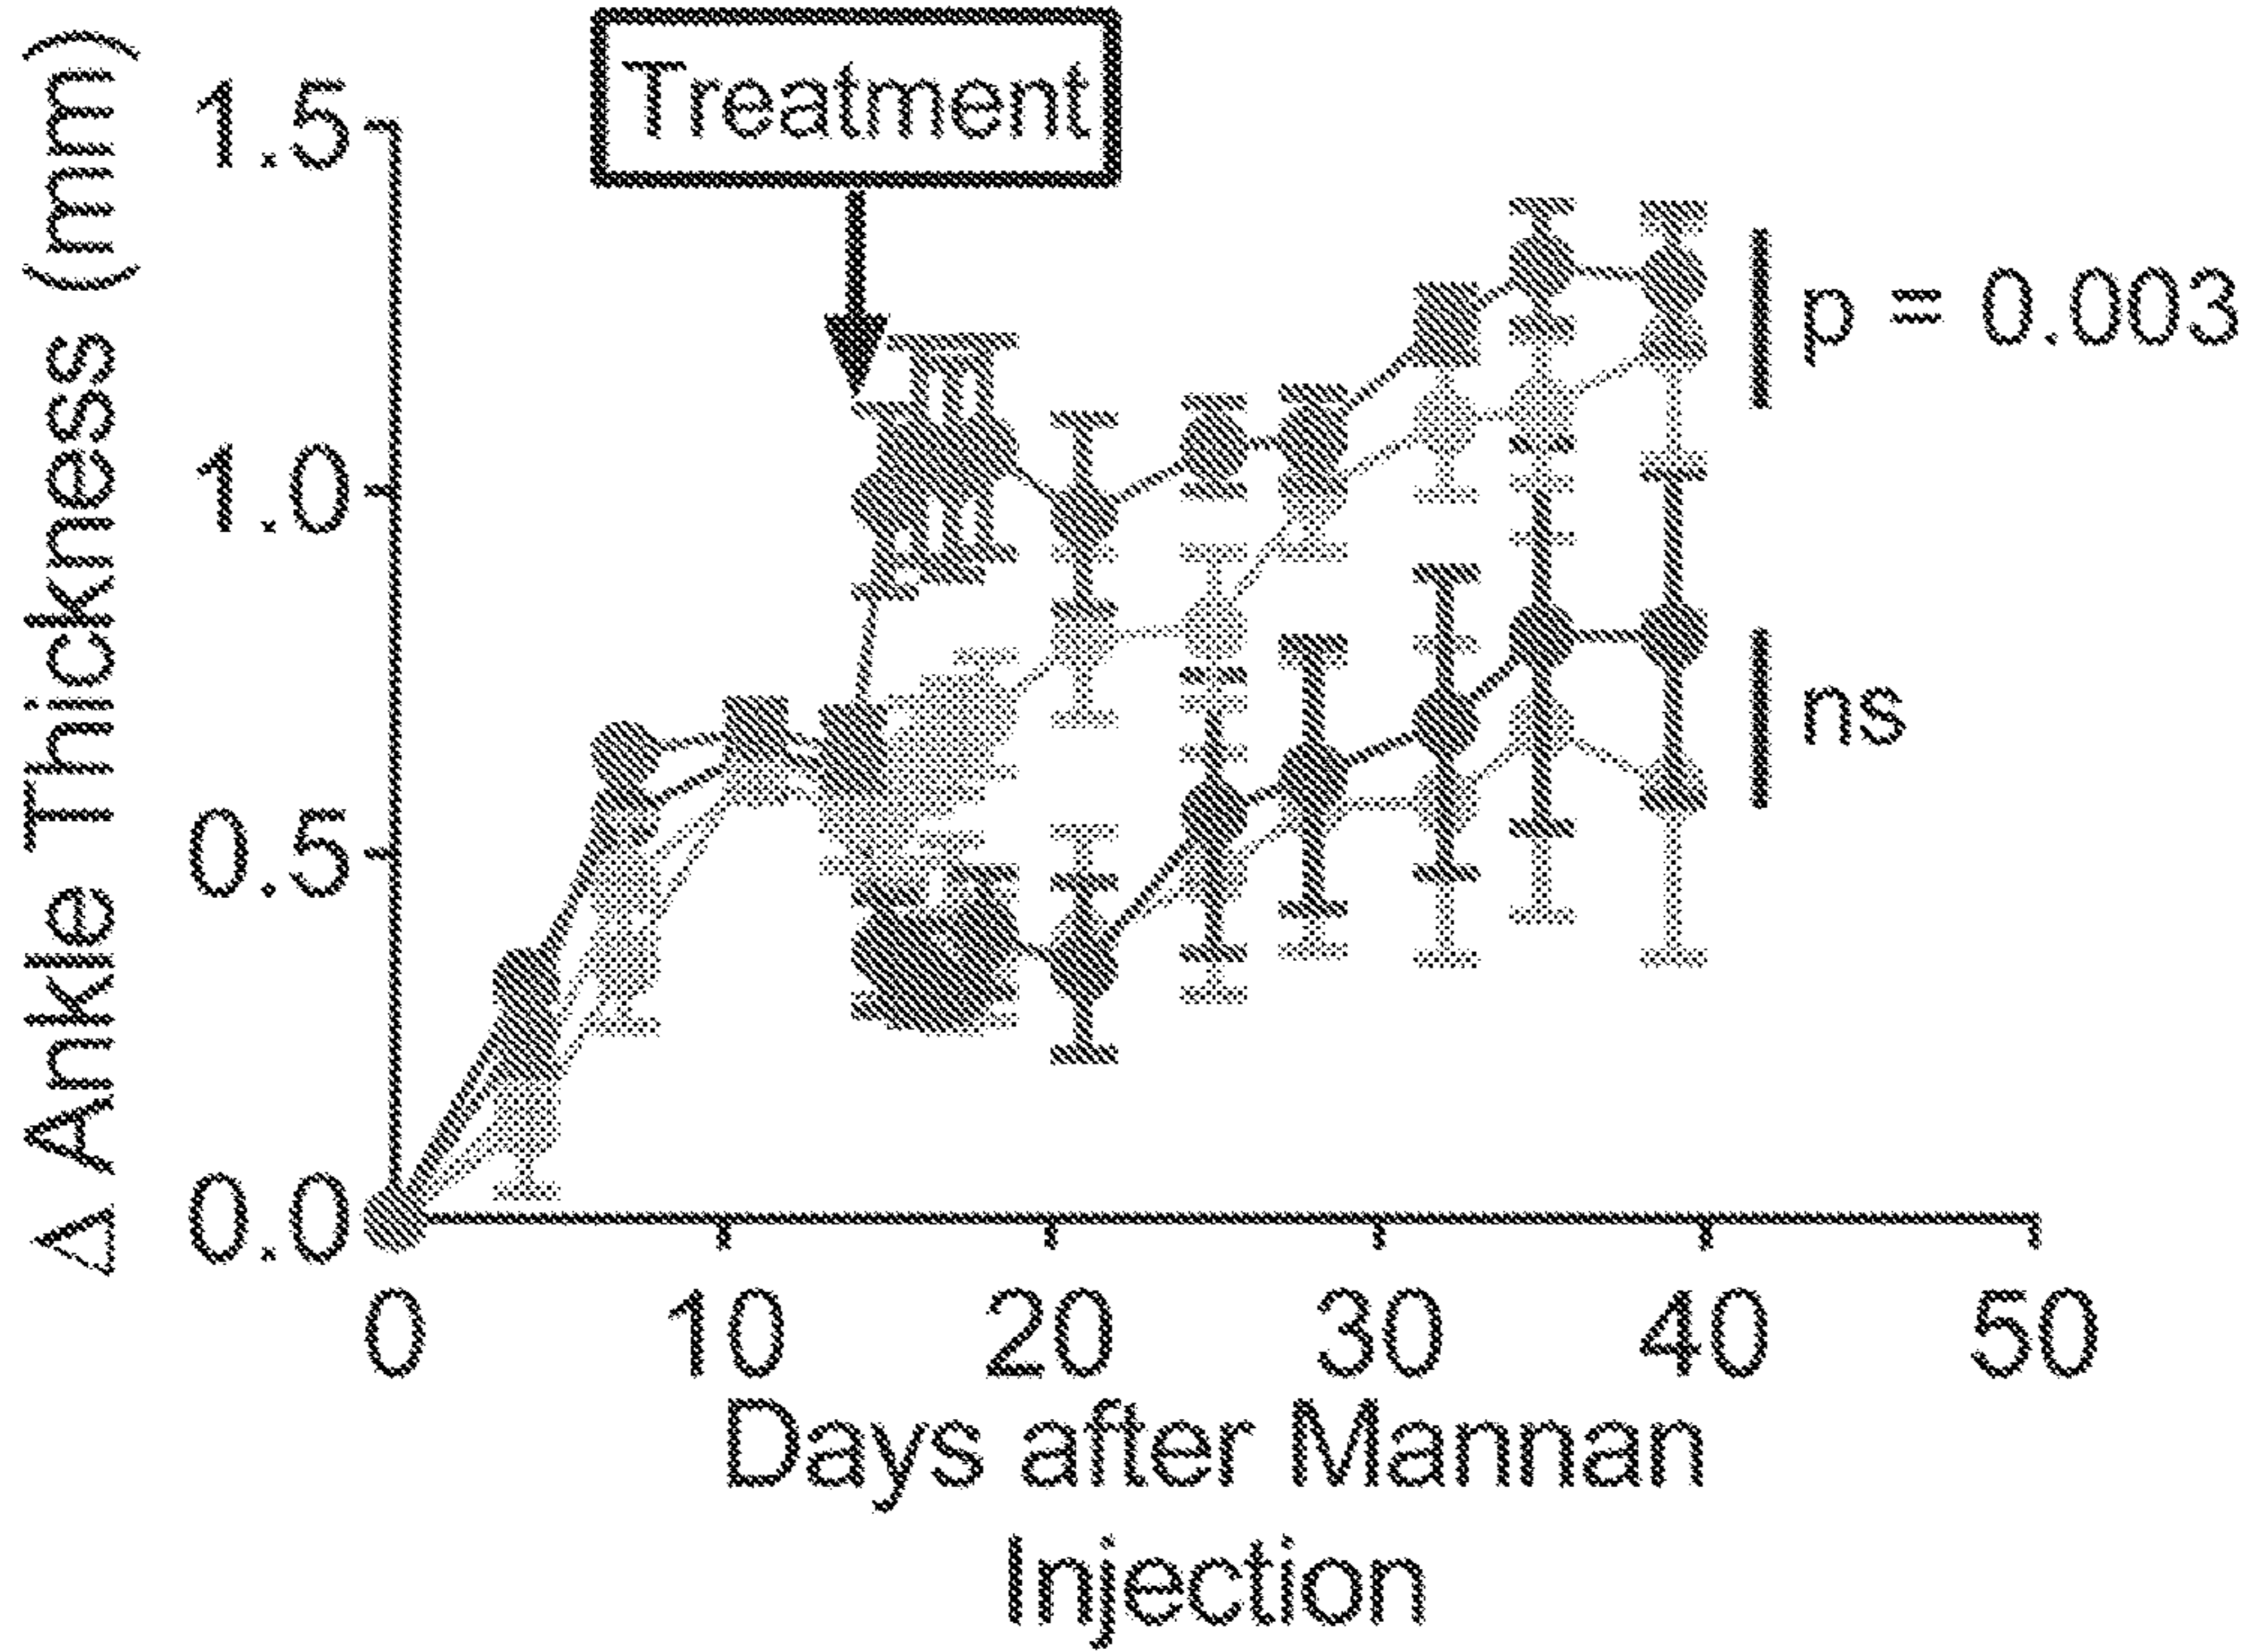 Treatment
Δ Ankle Thickness (mm)
1.5
1.0
0.5
0.0
p = 0.003
ns
0 10 20 30 40 50
Days after Mannan
Injection